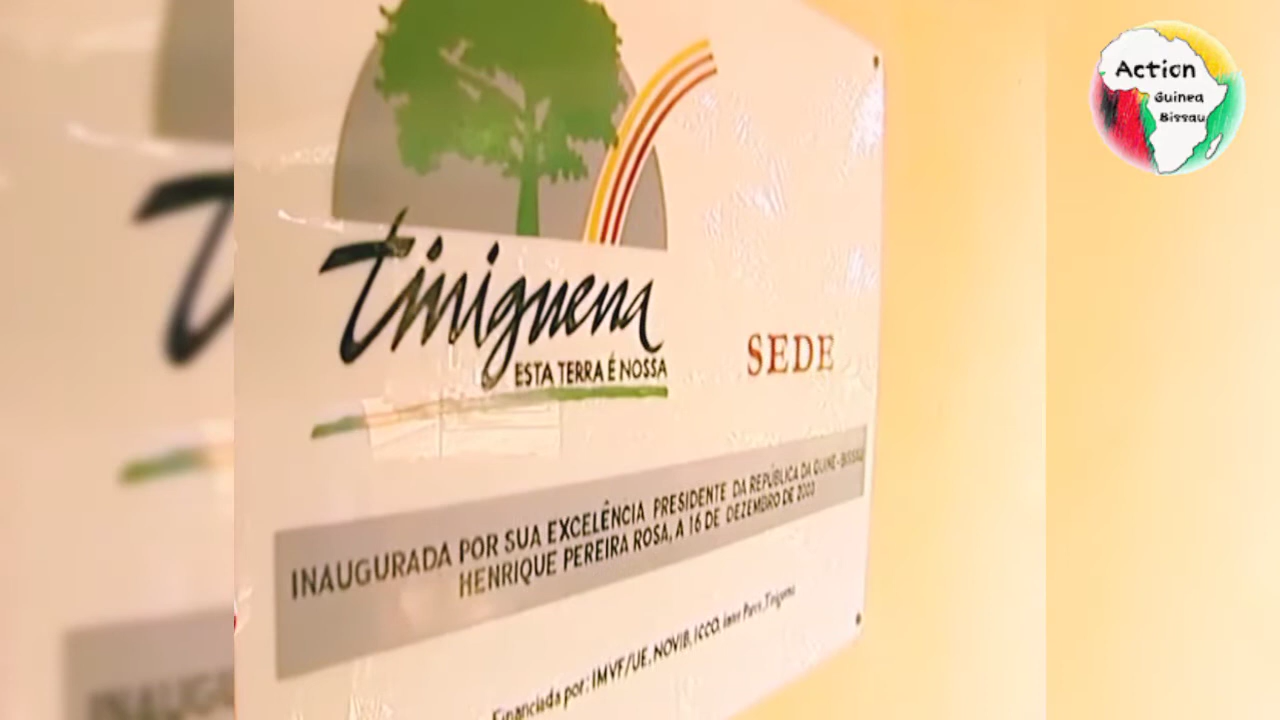 Action
Guinea
Bissau
tiniguena
ESTA TERRA É NOSSA
SEDE
INAUGURADA POR SUA EXCELÊNCIA PRESIDENTE DA REPÚBLICA DA GUINÉ-BISSAU
HENRIQUE PEREIRA ROSA, A 16 DE DEZEMBRO DE 2003
Financiada por: IMVF/UE, NOVIB, ICCO,